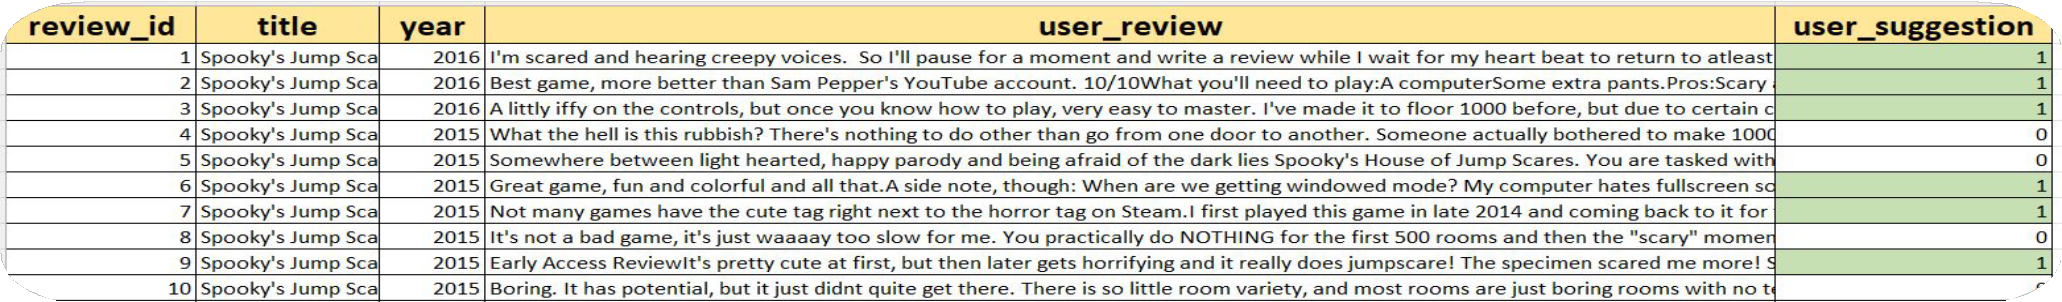 review_id title year user_review user_suggestion
1 Spooky's Jump Sca 2016 I'm scared and hearing creepy voices.  So I'll pause for a moment and write a review while I wait for my heart beat to return to atleast 1
2 Spooky's Jump Sca 2016 Best game, more better than Sam Pepper's YouTube account. 10/10What you'll need to play:A computerSome extra pants.Pros:Scary 1
3 Spooky's Jump Sca 2016 A littly iffy on the controls, but once you know how to play, very easy to master. I've made it to floor 1000 before, but due to certain c 1
4 Spooky's Jump Sca 2015 What the hell is this rubbish? There's nothing to do other than go from one door to another. Someone actually bothered to make 1000 0
5 Spooky's Jump Sca 2015 Somewhere between light hearted, happy parody and being afraid of the dark lies Spooky's House of Jump Scares. You are tasked with 0
6 Spooky's Jump Sca 2015 Great game, fun and colorful and all that.A side note, though: When are we getting windowed mode? My computer hates fullscreen so 1
7 Spooky's Jump Sca 2015 Not many games have the cute tag right next to the horror tag on Steam.I first played this game in late 2014 and coming back to it for 1
8 Spooky's Jump Sca 2015 It's not a bad game, it's just waaaay too slow for me. You practically do NOTHING for the first 500 rooms and then the "scary" momen 0
9 Spooky's Jump Sca 2015 Early Access ReviewIt's pretty cute at first, but then later gets horrifying and it really does jumpscare! The specimen scared me more! S 1
10 Spooky's Jump Sca 2015 Boring. It has potential, but it just didnt quite get there. There is so little room variety, and most rooms are just boring rooms with no te